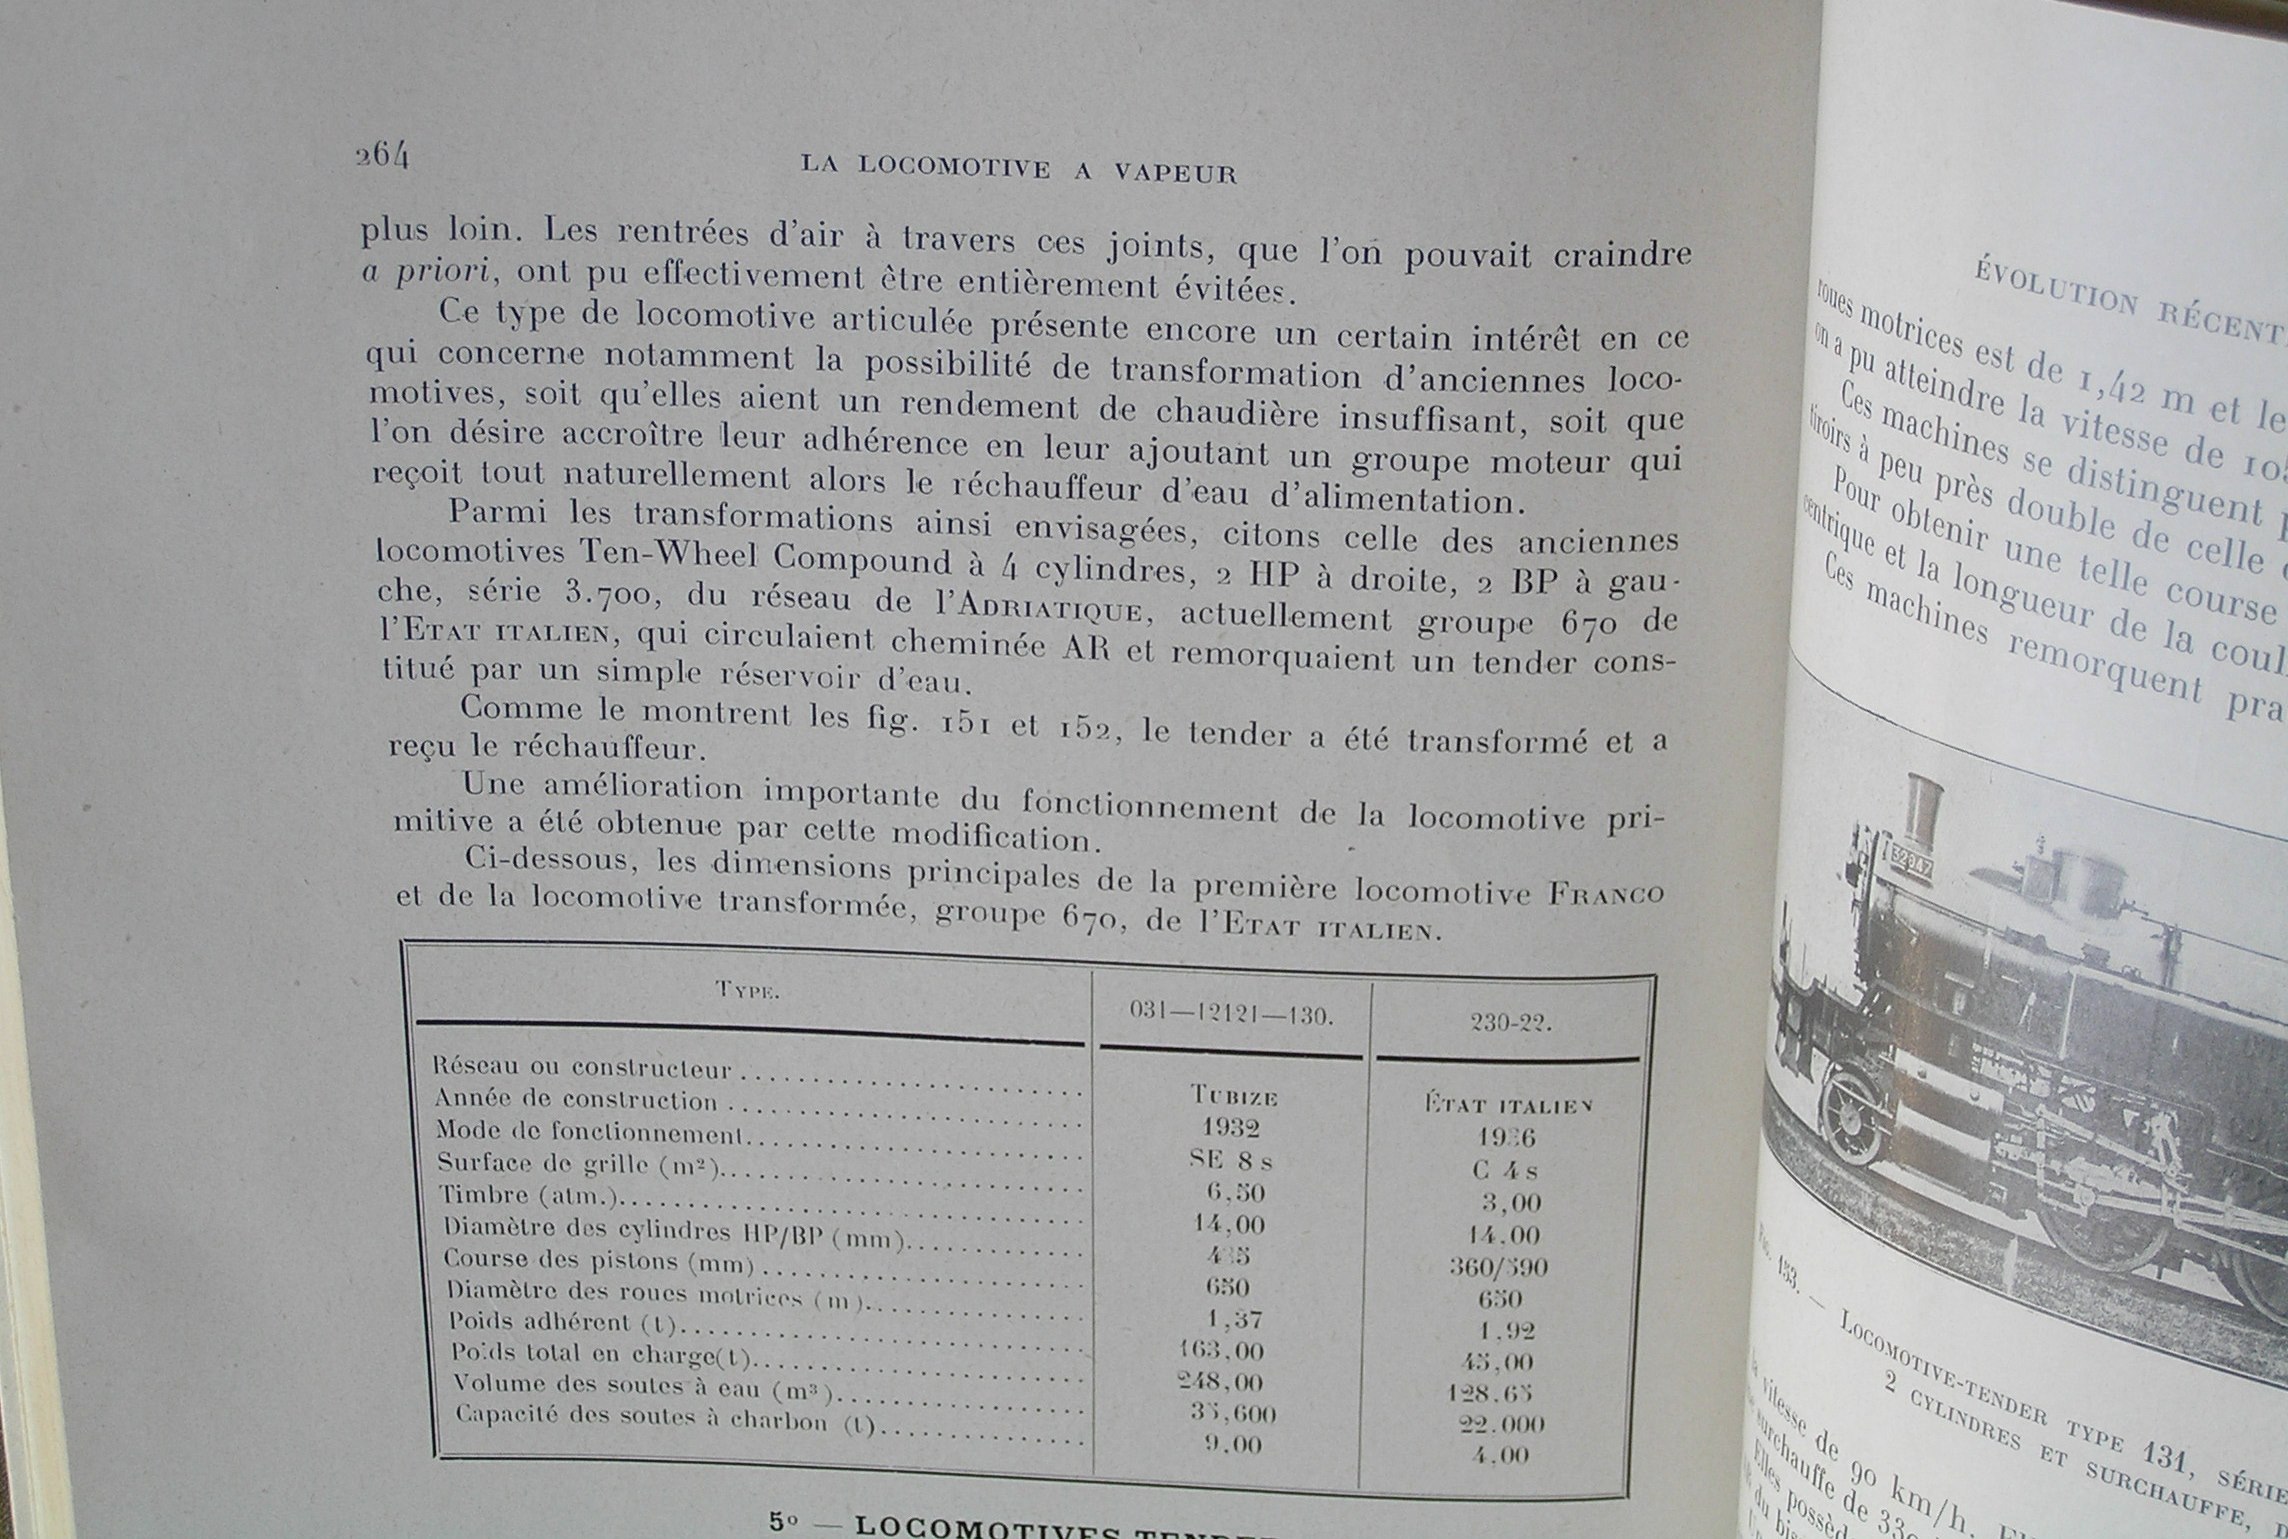 264
LA LOCOMOTIVE A VAPEUR
plus loin. Les rentrées d'air à travers ces joints, que l'on pouvait craindre
a priori, ont pu effectivement être entièrement évitées.
Ce type de locomotive articulée présente encore un certain intérêt en ce
qui concerne notamment la possibilité de transformation d'anciennes loco-
motives, soit qu'elles aient un rendement de chaudière insuffisant, soit que
l'on désire accroître leur adhérence en leur ajoutant un groupe moteur qui
reçoit tout naturellement alors le réchauffeur d'eau d'alimentation.
Parmi les transformations ainsi envisagées, citons celle des anciennes
locomotives Ten-Wheel Compound à 4 cylindres, 2 HP à droite, 2 BP à gau-
che, série 3.700, du réseau de l'ADRIATIQUE, actuellement groupe 670 de
l'ETAT ITALIEN, qui circulaient cheminée AR et remorquaient un tender cons-
titué par un simple réservoir d'eau.
Comme le montrent les fig. 151 et 152, le tender a été transformé et a
reçu le réchauffeur.
Une amélioration importante du fonctionnement de la locomotive pri-
mitive a été obtenue par cette modification.
Ci-dessous, les dimensions principales de la première locomotive FRANCO
et de la locomotive transformée, groupe 670, de l'ETAT ITALIEN.
TYPE. 031—12121—130. 230-22.
Réseau ou constructeur TUBIZE ÉTAT ITALIEN
Année de construction 1932
Mode de fonctionnement SE 8 s C 4 s
Surface de grille (m²) 6,50 3,00
Timbre (atm.) 14,00 14.00
Diamètre des cylindres HP/BP (mm) 360/590
Course des pistons (mm) 650 650
Diamètre des roues motrices (m). 1,37 1.92
Poids adhérent (t) 163,00 45,00
Poids total en charge(t) 248,00 128.65
Volume des soutes à eau (m³) 35,600 22.000
Capacité des soutes à charbon (t) 9.00 4.00
5° — LOCOMOTIVES
ÉVOLUTION
roues motrices est de 1,42 m et le
on a pu atteindre la vitesse de
Ces machines se distinguent
tiroirs à peu près double de celle
Pour obtenir une telle course
et la longueur de la
Ces machines remorquent
153. — LOCOMOTIVE-TENDER TYPE 131, SÉRIE
2 CYLINDRES ET SURCHAUFFE,
la vitesse de 90 km/h.
surchauffe de
Elles
du